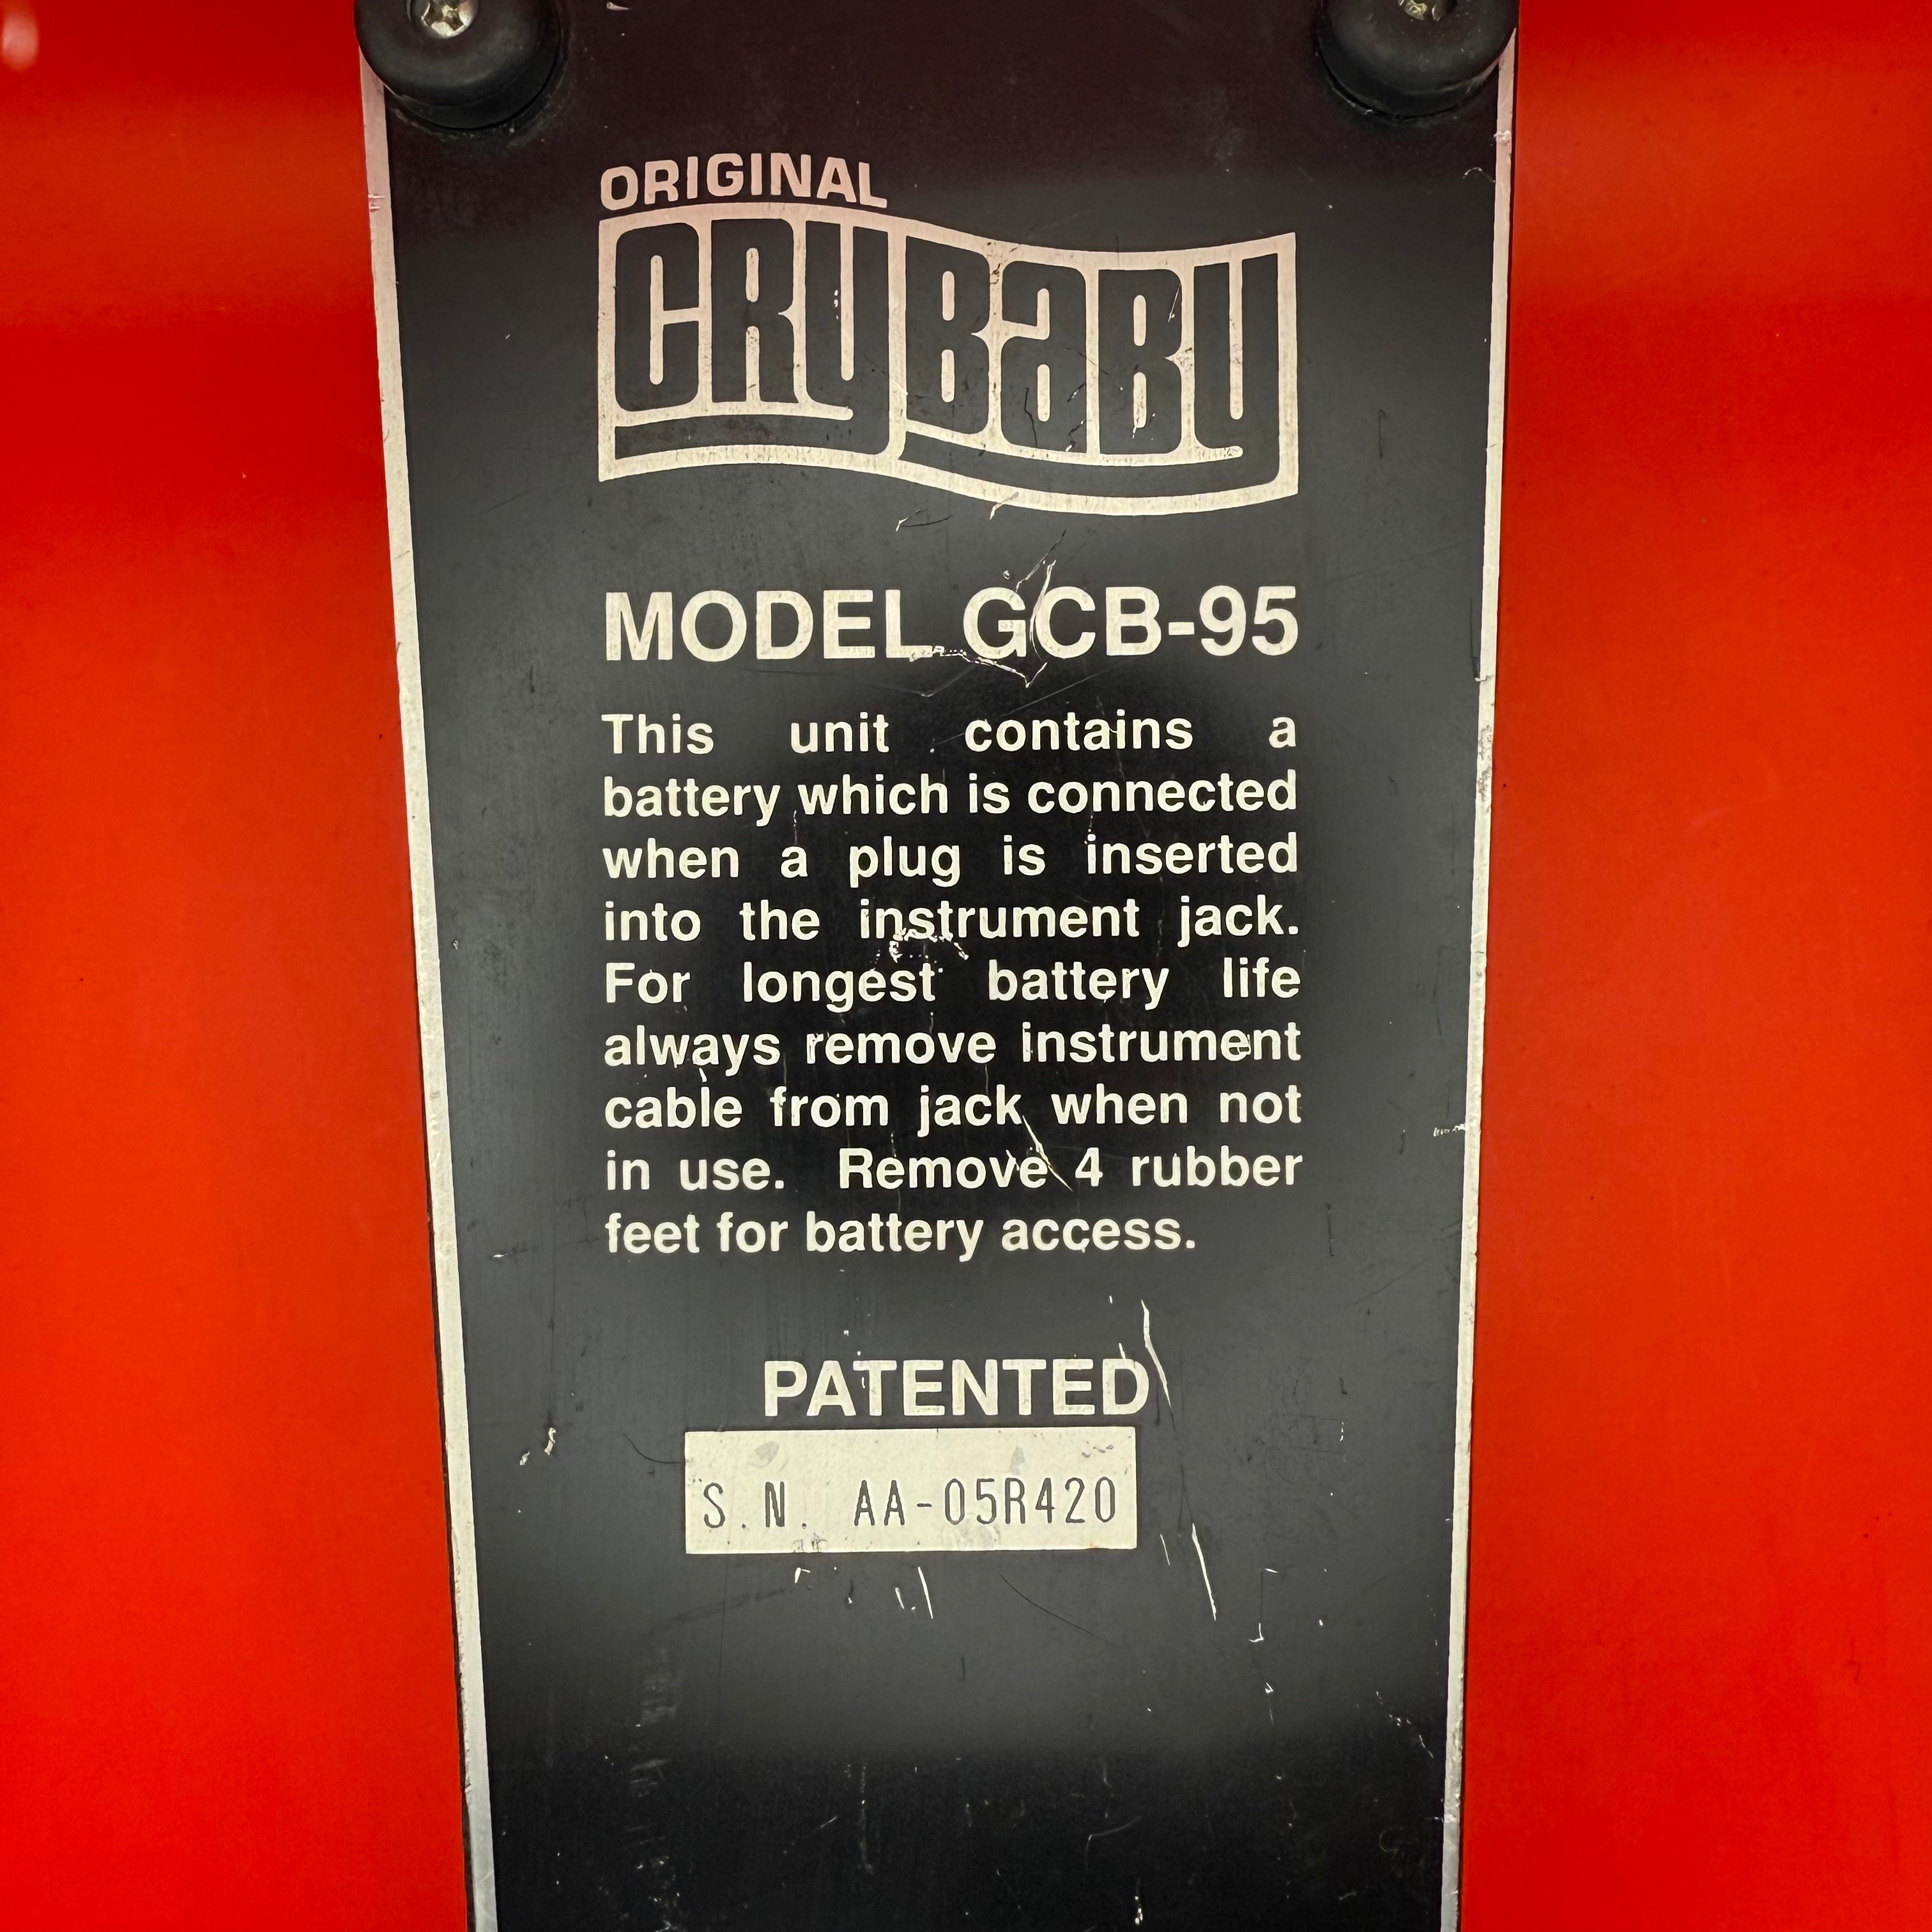 ORIGINAL
CRYBABY
MODEL GCB-95
This unit contains a
battery which is connected
when a plug is inserted
into the instrument jack.
For longest battery life
always remove instrument
cable from jack when not
in use. Remove 4 rubber
feet for battery access.
PATENTED
S.N. AA-05R420